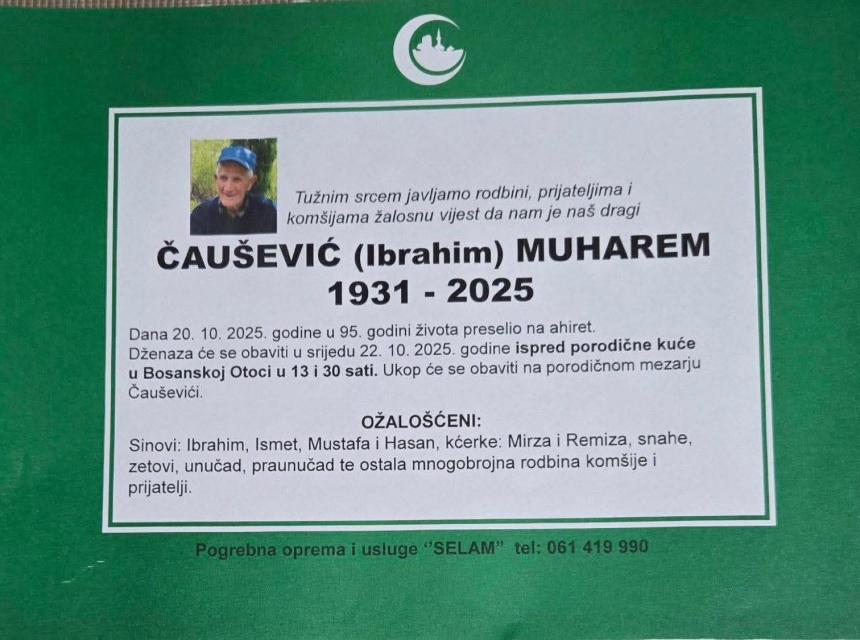 Tužnim srcem javljamo rodbini, prijateljima i
komšijama žalosnu vijest da nam je naš dragi
ČAUŠEVIĆ (Ibrahim) MUHAREM
1931 - 2025
Dana 20. 10. 2025. godine u 95. godini života preselio na ahiret.
Dženaza će se obaviti u srijedu 22. 10. 2025. godine ispred porodične kuće
u Bosanskoj Otoci u 13 i 30 sati. Ukop će se obaviti na porodičnom mezarju
Čauševići.
OŽALOŠĆENI:
Sinovi: Ibrahim, Ismet, Mustafa i Hasan, kćerke: Mirza i Remiza, snahe,
zetovi, unučad, praunučad te ostala mnogobrojna rodbina komšije i
prijatelji.
Pogrebna oprema i usluge ‘‘SELAM’’ tel: 061 419 990